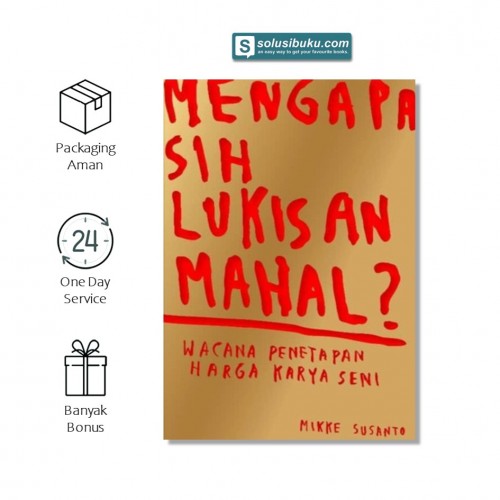 S solusibuku.com
an easy way to get your favourite books.
Packaging
Aman
24
One Day
Service
Banyak
Bonus
MENGAPA
SIH
LUKISAN
MAHAL?
WACANA PENETAPAN
HARGA KARYA SENI
MIKKE SUSANTO